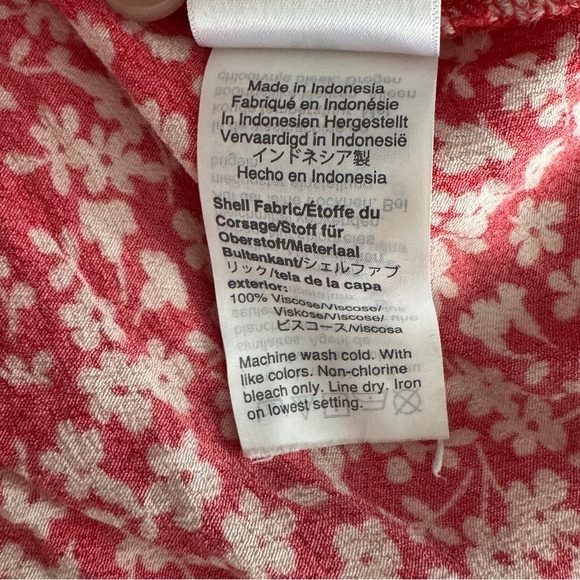 Made in Indonesia
Fabriqué en Indonésie
In Indonesien Hergestellt
Vervaardigd in Indonesië
インドネシア製
Hecho en Indonesia
Shell Fabric/Étoffe du
Corsage/Stoff für
Oberstoff/Materlaal
Bultenkant/シェルファブ
リック/tela de la capa
exterior:
100% Viscose/Viscose/
Viskose/Viscose/
ビスコース/viscosa
Machine wash cold. With
like colors. Non-chlorine
bleach only. Line dry. Iron
on lowest setting.